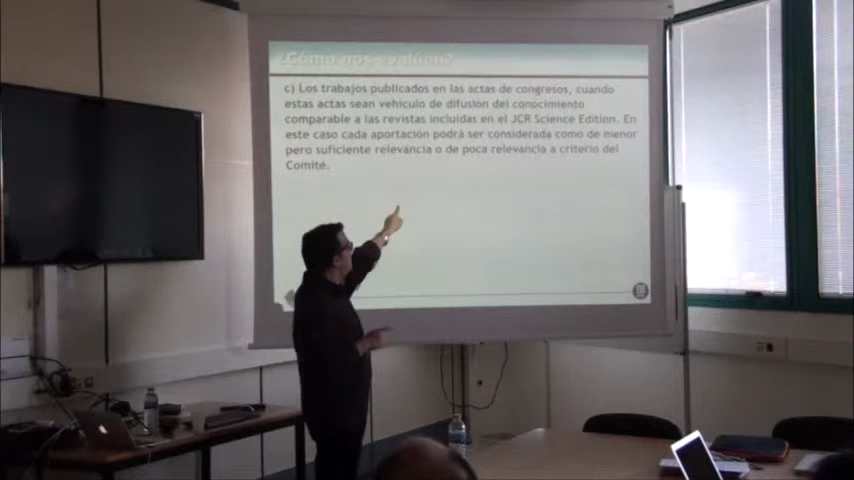 ¿Cómo nos evalúan?
c) Los trabajos publicados en las actas de congresos, cuando
estas actas sean vehículo de difusión del conocimiento
comparable a las revistas incluidas en el JCR Science Edition. En
este caso cada aportación podrá ser considerada como de menor
pero suficiente relevancia o de poca relevancia a criterio del
Comité.